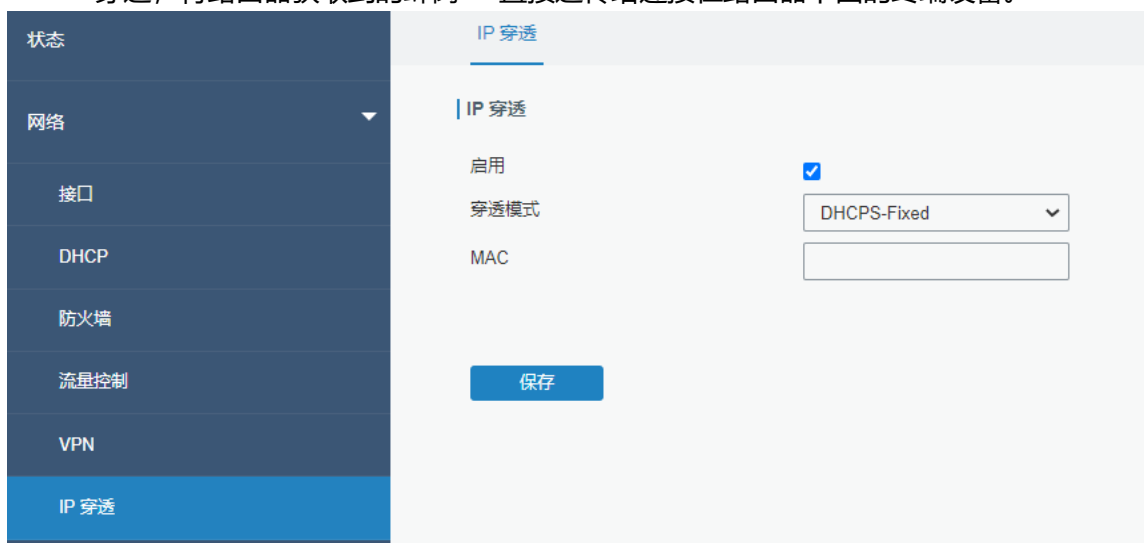 状态
网络
接口
DHCP
防火墙
流量控制
VPN
IP 穿透
IP 穿透
IP 穿透
启用
穿透模式
DHCPS-Fixed
MAC
保存